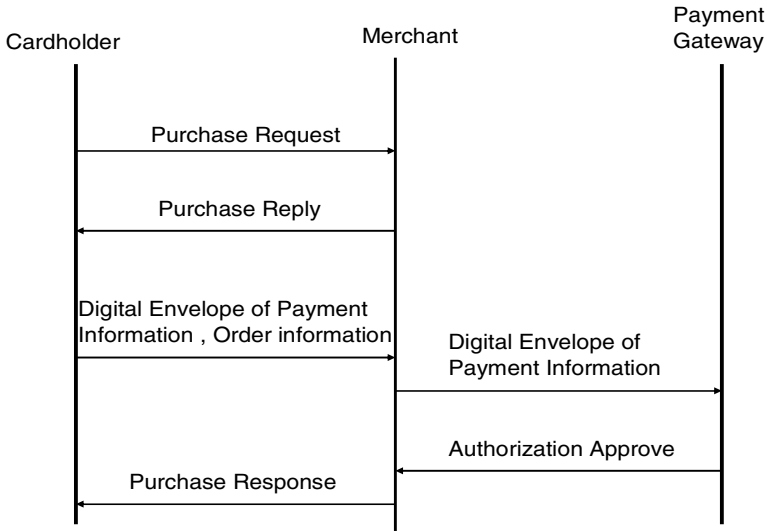 Cardholder
Merchant
Payment
Gateway
Purchase Request
Purchase Reply
Digital Envelope of Payment
Information , Order information
Digital Envelope of
Payment Information
Authorization Approve
Purchase Response